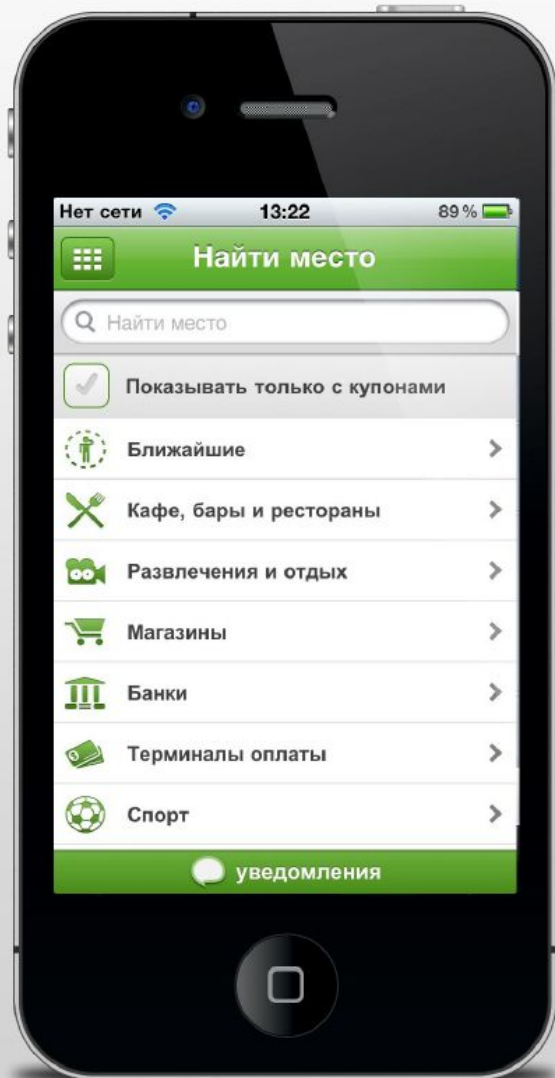 Нет сети 13:22 89 %
Найти место
Найти место
Показывать только с купонами
Ближайшие
Кафе, бары и рестораны
Развлечения и отдых
Магазины
Банки
Терминалы оплаты
Спорт
уведомления